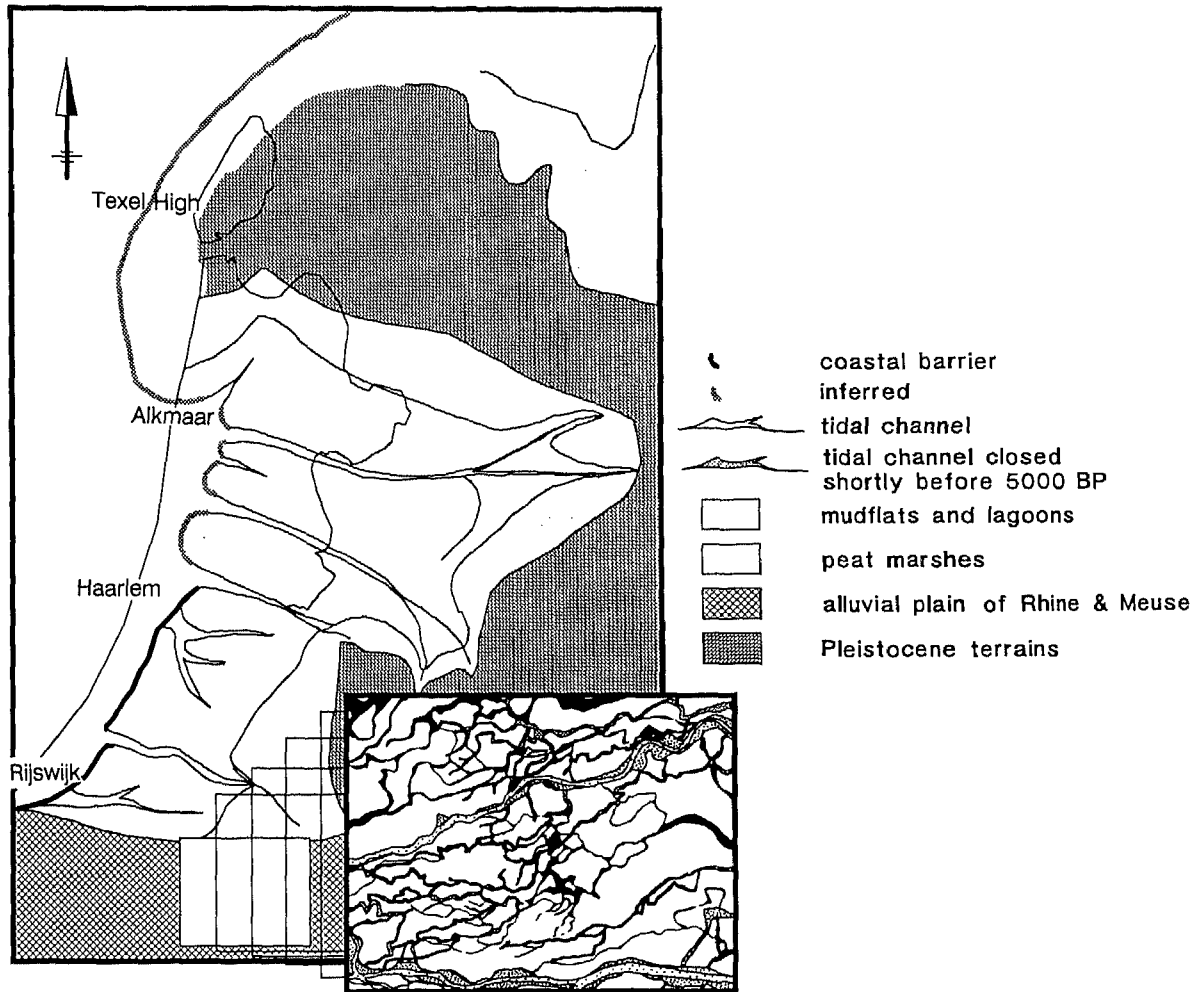 Texel High
Alkmaar
Haarlem
Rijswijk
coastal barrier
inferred
tidal channel
tidal channel closed
shortly before 5000 BP
mudflats and lagoons
peat marshes
alluvial plain of Rhine & Meuse
Pleistocene terrains